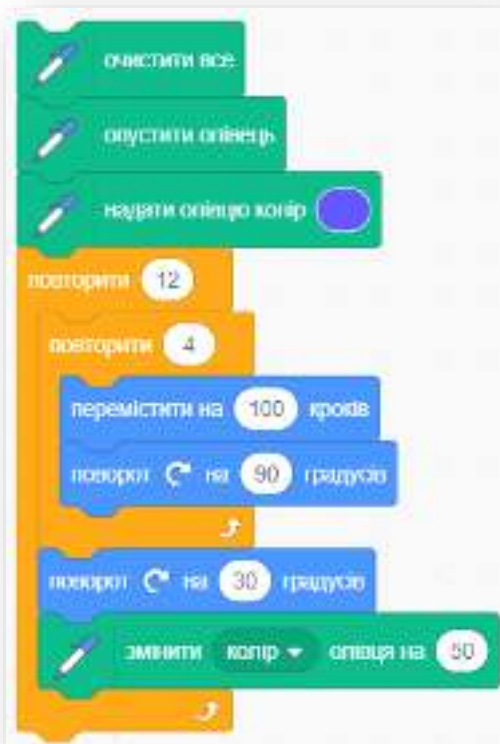 очистити все
опустити олівець
надати олівцю колір
повторити 12
повторити 4
перемістити на 100 кроків
поворот на 90 градусів
поворот на 30 градусів
змінити колір олівця на 50